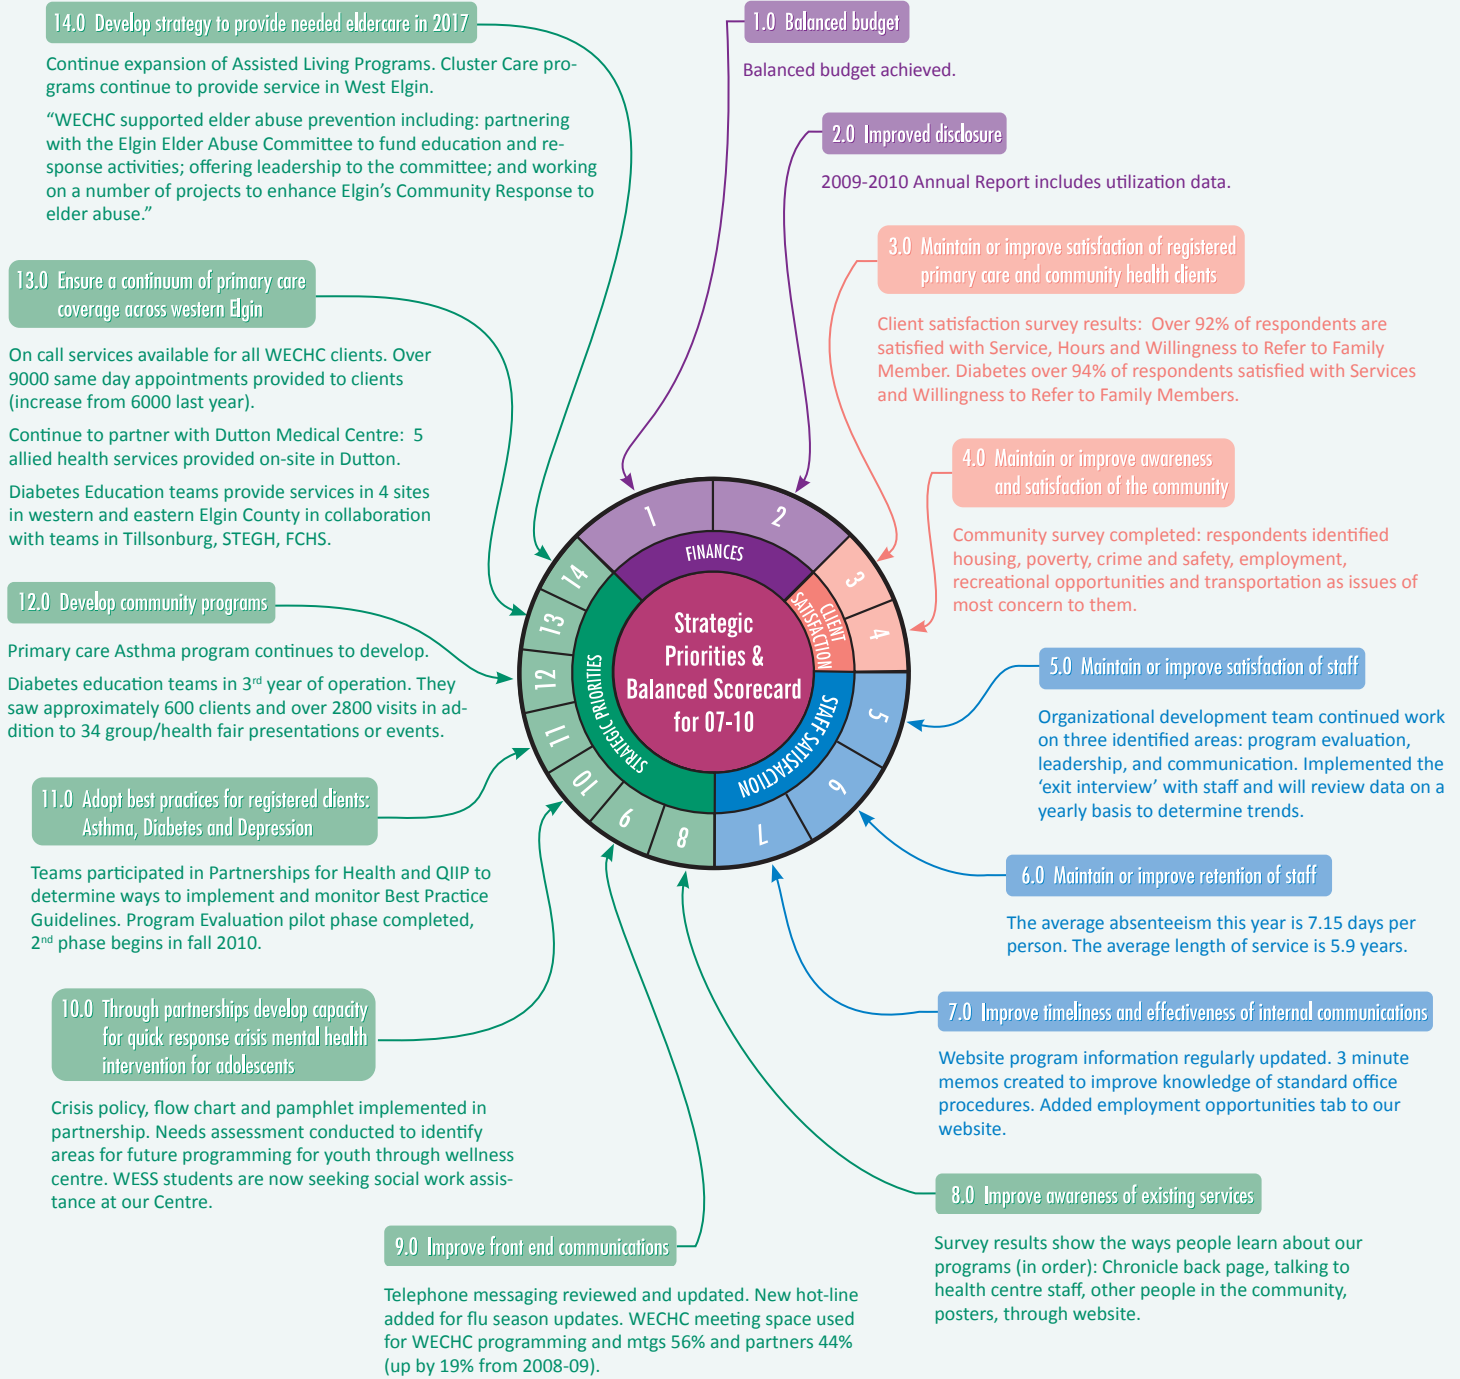 14.0 Develop strategy to provide needed eldercare in 2017
Continue expansion of Assisted Living Programs. Cluster Care pro-
grams continue to provide service in West Elgin.
“WECHC supported elder abuse prevention including: partnering
with the Elgin Elder Abuse Committee to fund education and re-
sponse activities; offering leadership to the committee; and working
on a number of projects to enhance Elgin’s Community Response to
elder abuse.”
13.0 Ensure a continuum of primary care
coverage across western Elgin
On call services available for all WECHC clients. Over
9000 same day appointments provided to clients
(increase from 6000 last year).
Continue to partner with Dutton Medical Centre: 5
allied health services provided on-site in Dutton.
Diabetes Education teams provide services in 4 sites
in western and eastern Elgin County in collaboration
with teams in Tillsonburg, STEGH, FCHS.
12.0 Develop community programs
Primary care Asthma program continues to develop.
Diabetes education teams in 3rd year of operation. They
saw approximately 600 clients and over 2800 visits in ad-
dition to 34 group/health fair presentations or events.
11.0 Adopt best practices for registered clients:
Asthma, Diabetes and Depression
Teams participated in Partnerships for Health and QIIP to
determine ways to implement and monitor Best Practice
Guidelines. Program Evaluation pilot phase completed,
2nd phase begins in fall 2010.
10.0 Through partnerships develop capacity
for quick response crisis mental health
intervention for adolescents
Crisis policy, flow chart and pamphlet implemented in
partnership. Needs assessment conducted to identify
areas for future programming for youth through wellness
centre. WESS students are now seeking social work assis-
tance at our Centre.
9.0 Improve front end communications
Telephone messaging reviewed and updated. New hot-line
added for flu season updates. WECHC meeting space used
for WECHC programming and mtgs 56% and partners 44%
(up by 19% from 2008-09).
1.0 Balanced budget
Balanced budget achieved.
2.0 Improved disclosure
2009-2010 Annual Report includes utilization data.
3.0 Maintain or improve satisfaction of registered
primary care and community health clients
Client satisfaction survey results: Over 92% of respondents are
satisfied with Service, Hours and Willingness to Refer to Family
Member. Diabetes over 94% of respondents satisfied with Services
and Willingness to Refer to Family Members.
4.0 Maintain or improve awareness
and satisfaction of the community
Community survey completed: respondents identified
housing, poverty, crime and safety, employment,
recreational opportunities and transportation as issues of
most concern to them.
5.0 Maintain or improve satisfaction of staff
Organizational development team continued work
on three identified areas: program evaluation,
leadership, and communication. Implemented the
‘exit interview’ with staff and will review data on a
yearly basis to determine trends.
6.0 Maintain or improve retention of staff
The average absenteeism this year is 7.15 days per
person. The average length of service is 5.9 years.
7.0 Improve timeliness and effectiveness of internal communications
Website program information regularly updated. 3 minute
memos created to improve knowledge of standard office
procedures. Added employment opportunities tab to our
website.
8.0 Improve awareness of existing services
Survey results show the ways people learn about our
programs (in order): Chronicle back page, talking to
health centre staff, other people in the community,
posters, through website.
Strategic
Priorities &
Balanced Scorecard
for 07-10
FINANCES
CLIENT
SATISFACTION
STAFF SATISFACTION
STRATEGIC PRIORITIES
1
2
3
4
5
6
7
8
9
10
11
12
13
14